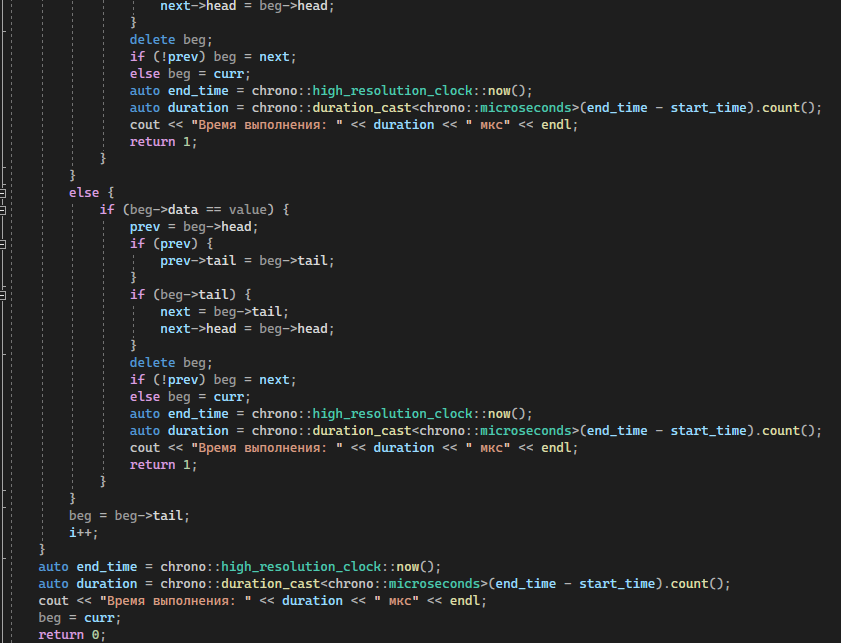 next->head = beg->head;
}
delete beg;
if (!prev) beg = next;
else beg = curr;
auto end_time = chrono::high_resolution_clock::now();
auto duration = chrono::duration_cast<chrono::microseconds>(end_time - start_time).count();
cout << "Время выполнения: " << duration << " мкс" << endl;
return 1;
}
}
else {
if (beg->data == value) {
prev = beg->head;
if (prev) {
prev->tail = beg->tail;
}
if (beg->tail) {
next = beg->tail;
next->head = beg->head;
}
delete beg;
if (!prev) beg = next;
else beg = curr;
auto end_time = chrono::high_resolution_clock::now();
auto duration = chrono::duration_cast<chrono::microseconds>(end_time - start_time).count();
cout << "Время выполнения: " << duration << " мкс" << endl;
return 1;
}
}
beg = beg->tail;
i++;
}
auto end_time = chrono::high_resolution_clock::now();
auto duration = chrono::duration_cast<chrono::microseconds>(end_time - start_time).count();
cout << "Время выполнения: " << duration << " мкс" << endl;
beg = curr;
return 0;